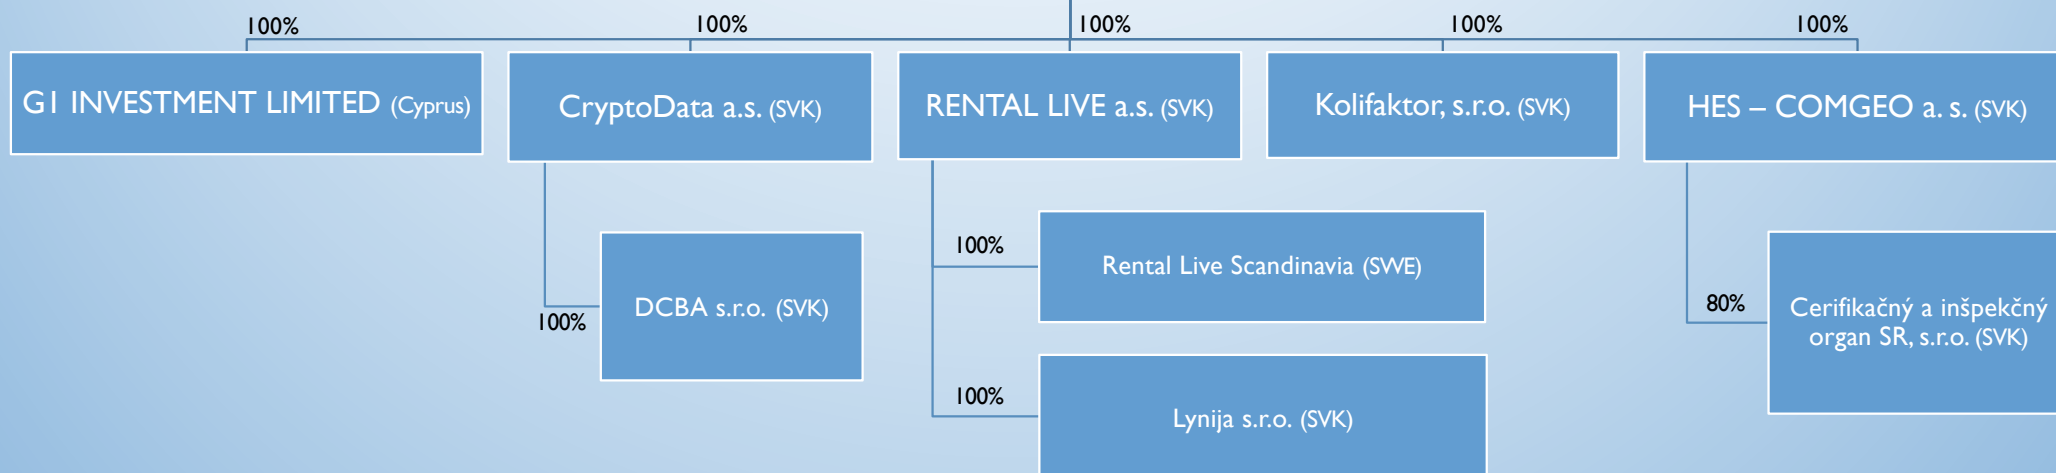 100% 100% 100% 100% 100%
G1 INVESTMENT LIMITED (Cyprus)
CryptoData a.s. (SVK)
RENTAL LIVE a.s. (SVK)
Kolifaktor, s.r.o. (SVK)
HES – COMGEO a. s. (SVK)
100%
DCBA s.r.o. (SVK)
100%
Rental Live Scandinavia (SWE)
100%
Lynija s.r.o. (SVK)
80%
Cerifikačný a inšpekčný
organ SR, s.r.o. (SVK)